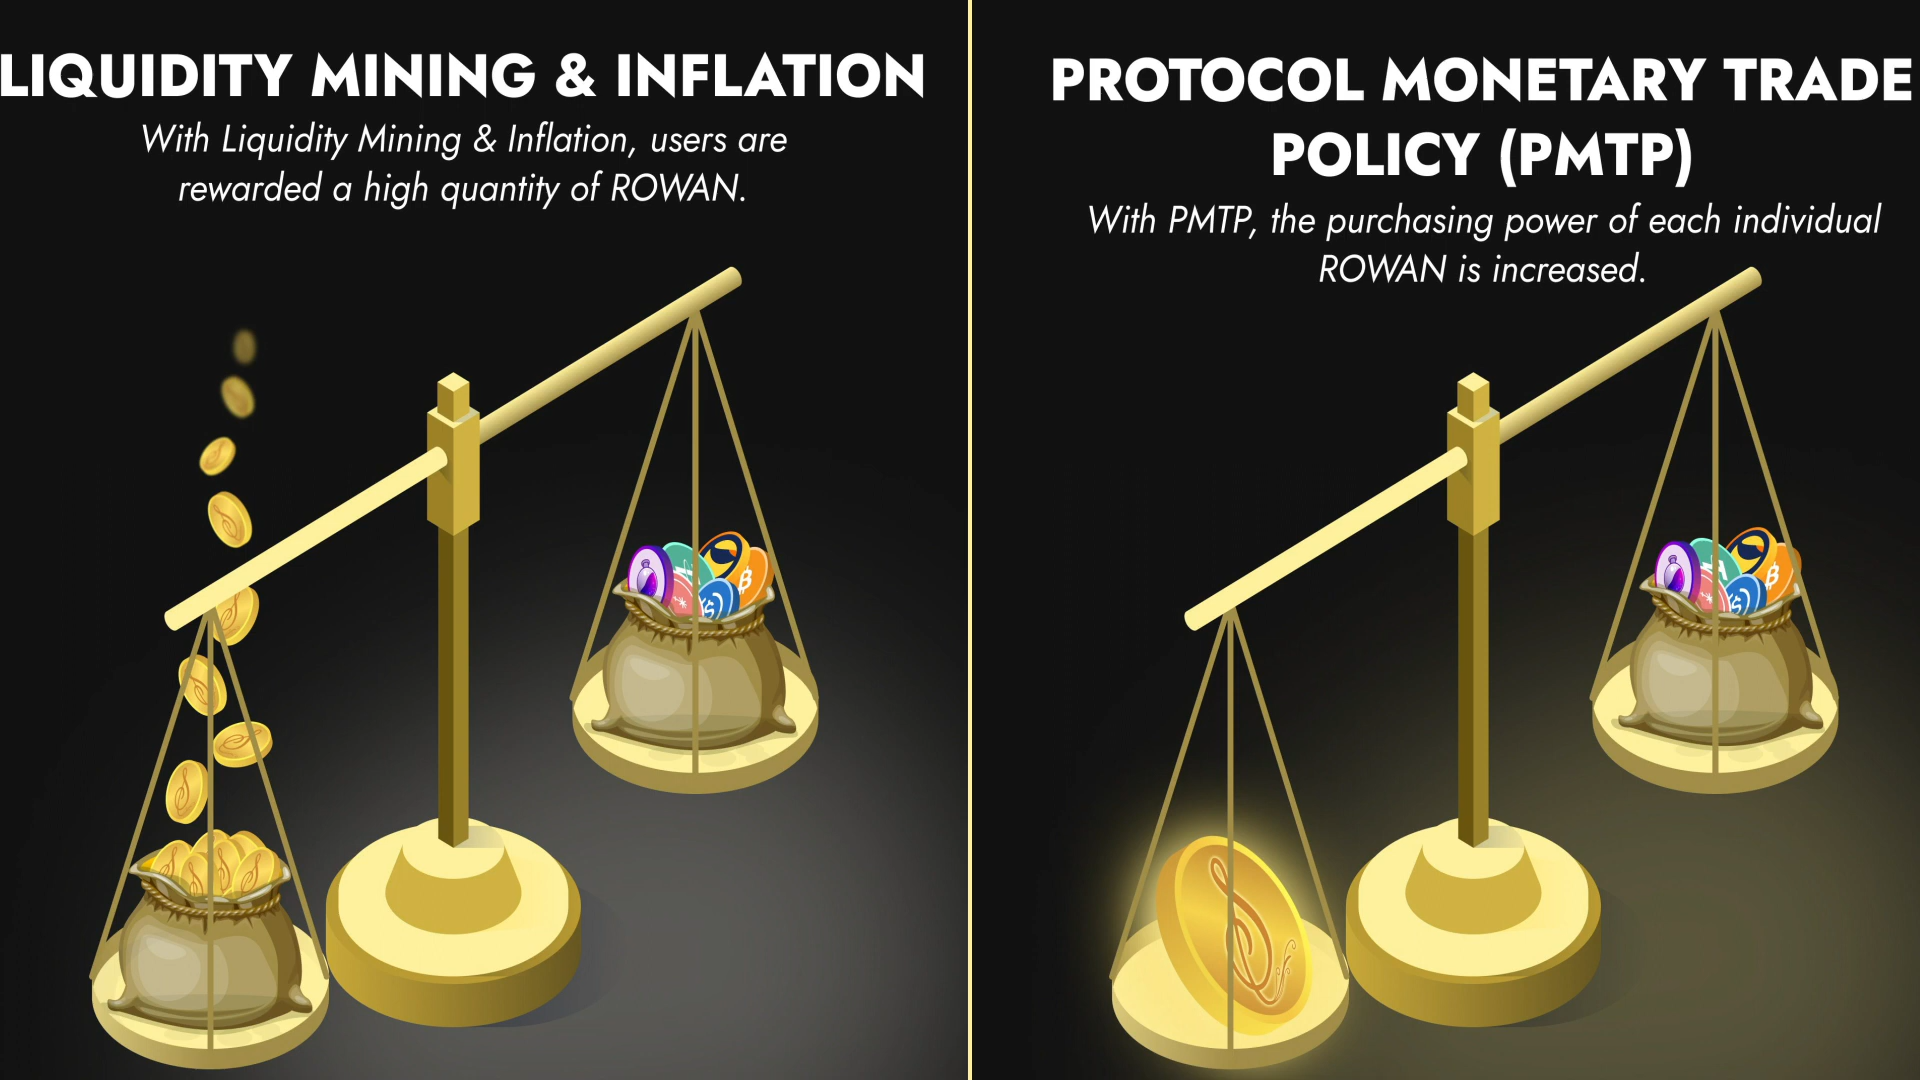 LIQUIDITY MINING & INFLATION
With Liquidity Mining & Inflation, users are
rewarded a high quantity of ROWAN.
PROTOCOL MONETARY TRADE
POLICY (PMTP)
With PMTP, the purchasing power of each individual
ROWAN is increased.